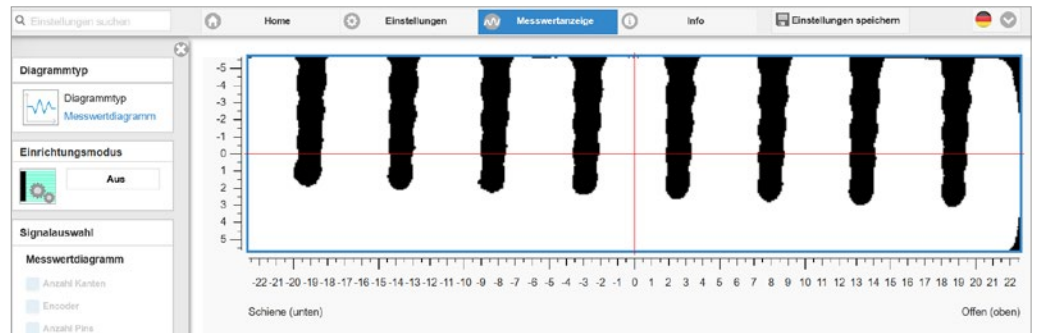 Einstellungen suchen
Home
Einstellungen
Messwertanzeige
Info
Einstellungen speichern
Diagrammtyp
Diagrammtyp
Messwertdiagramm
Einrichtungsmodus
Aus
Signalauswahl
Messwertdiagramm
Anzahl Kanten
Encoder
Anzahl Pins
-5
-4
-3
-2
-1
0
1
2
3
4
5
-22 -21 -20 -19 -18 -17 -16 -15 -14 -13 -12 -11 -10 -9 -8 -7 -6 -5 -4 -3 -2 -1 0 1 2 3 4 5 6 7 8 9 10 11 12 13 14 15 16 17 18 19 20 21 22
Schiene (unten)
Offen (oben)